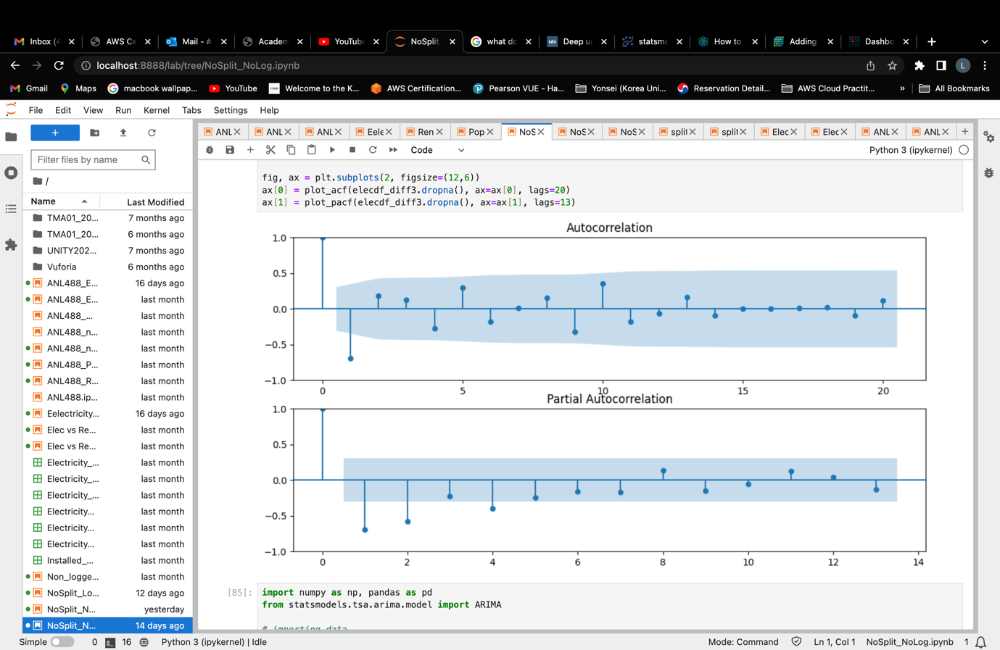 Inbox (4
AWS Ce
Mail - #
Academ
YouTube
NoSplit_
what do
Deep u
statsmo
How to
Adding
Dashbo
localhost:8888/lab/tree/NoSplit_NoLog.ipynb
L
Gmail
Maps
macbook wallpap...
YouTube
Welcome to the K...
AWS Certification...
Pearson VUE - Ha...
Yonsei (Korea Uni...
Reservation Detail...
AWS Cloud Practit...
»
All Bookmarks
File Edit View Run Kernel Tabs Settings Help
Filter files by name
/
Name Last Modified
TMA01_20... 7 months ago
TMA03_20... 6 months ago
UNITY202... 7 months ago
Vuforia 6 months ago
ANL488_E... 16 days ago
ANL488_E... last month
ANL488_... last month
ANL488_n... last month
ANL488_n... last month
ANL488_P... last month
ANL488_R... last month
ANL488.ip... last month
Eelectricity... 16 days ago
Elec vs Re... last month
Elec vs Re... last month
Electricity_... last month
Electricity_... last month
Electricity_... last month
Electricity... last month
Electricity... last month
Electricity... last month
Installed_... last month
Non_logge... last month
NoSplit_Lo... 12 days ago
NoSplit_N... yesterday
NoSplit_N... 14 days ago
ANL
ANL
ANL
Eele
Ren
Pop
NoS
NoS
NoS
split
split
Elec
Elec
ANL
ANL
Code
Python 3 (ipykernel)
fig, ax = plt.subplots(2, figsize=(12,6))
ax[0] = plot_acf(elecdf_diff3.dropna(), ax=ax[0], lags=20)
ax[1] = plot_pacf(elecdf_diff3.dropna(), ax=ax[1], lags=13)
Autocorrelation
1.0
0.5
0.0
−0.5
−1.0
0 5 10 15 20
Partial Autocorrelation
1.0
0.5
0.0
−0.5
−1.0
0 2 4 6 8 10 12 14
[85]:
import numpy as np, pandas as pd
from statsmodels.tsa.arima.model import ARIMA
# importing data
Simple 0 16 Python 3 (ipykernel) | Idle
Mode: Command Ln 1, Col 1 NoSplit_NoLog.ipynb 1